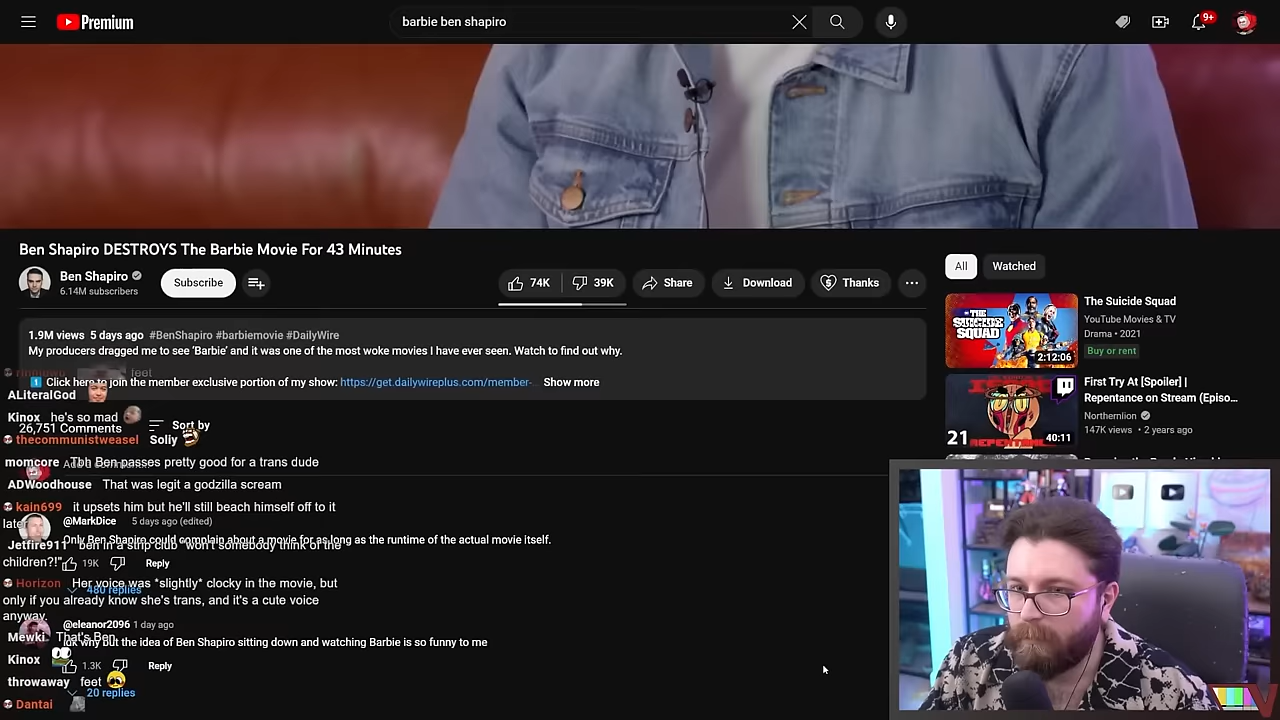 Premium
barbie ben shapiro
9+
Ben Shapiro DESTROYS The Barbie Movie For 43 Minutes
Ben Shapiro
6.14M subscribers
Subscribe
74K
39K
Share
Download
Thanks
All
Watched
1.9M views 5 days ago #BenShapiro #barbiemovie #DailyWire
My producers dragged me to see 'Barbie' and it was one of the most woke movies I have ever seen. Watch to find out why.
1 Click here to join the member exclusive portion of my show: https://get.dailywireplus.com/member-
Show more
THE SUICIDE SQUAD
2:12:06
The Suicide Squad
YouTube Movies & TV
Drama • 2021
Buy or rent
21
40:11
First Try At [Spoiler] |
Repentance on Stream (Episo...
Northernlion
147K views • 2 years ago
feet
ALiteralGod
Kinox he's so mad
26,751 Comments
Sort by
thecommunistweasel Soliy
momcore Tbh Ben passes pretty good for a trans dude
ADWoodhouse That was legit a godzilla scream
kain699 it upsets him but he'll still beach himself off to it
later
@MarkDice 5 days ago (edited)
Only Ben Shapiro could complain about a movie for as long as the runtime of the actual movie itself.
Jetfire911 "ben in a strip club "won't somebody think of the
children?!"
19K
Reply
Horizon Her voice was *slightly* clocky in the movie, but
480 replies
only if you already know she's trans, and it's a cute voice
anyway.
@eleanor2096 1 day ago
Mewki That's Ben
idk why but the idea of Ben Shapiro sitting down and watching Barbie is so funny to me
Kinox
1.3K
Reply
throwaway feet
20 replies
Dantai
TV